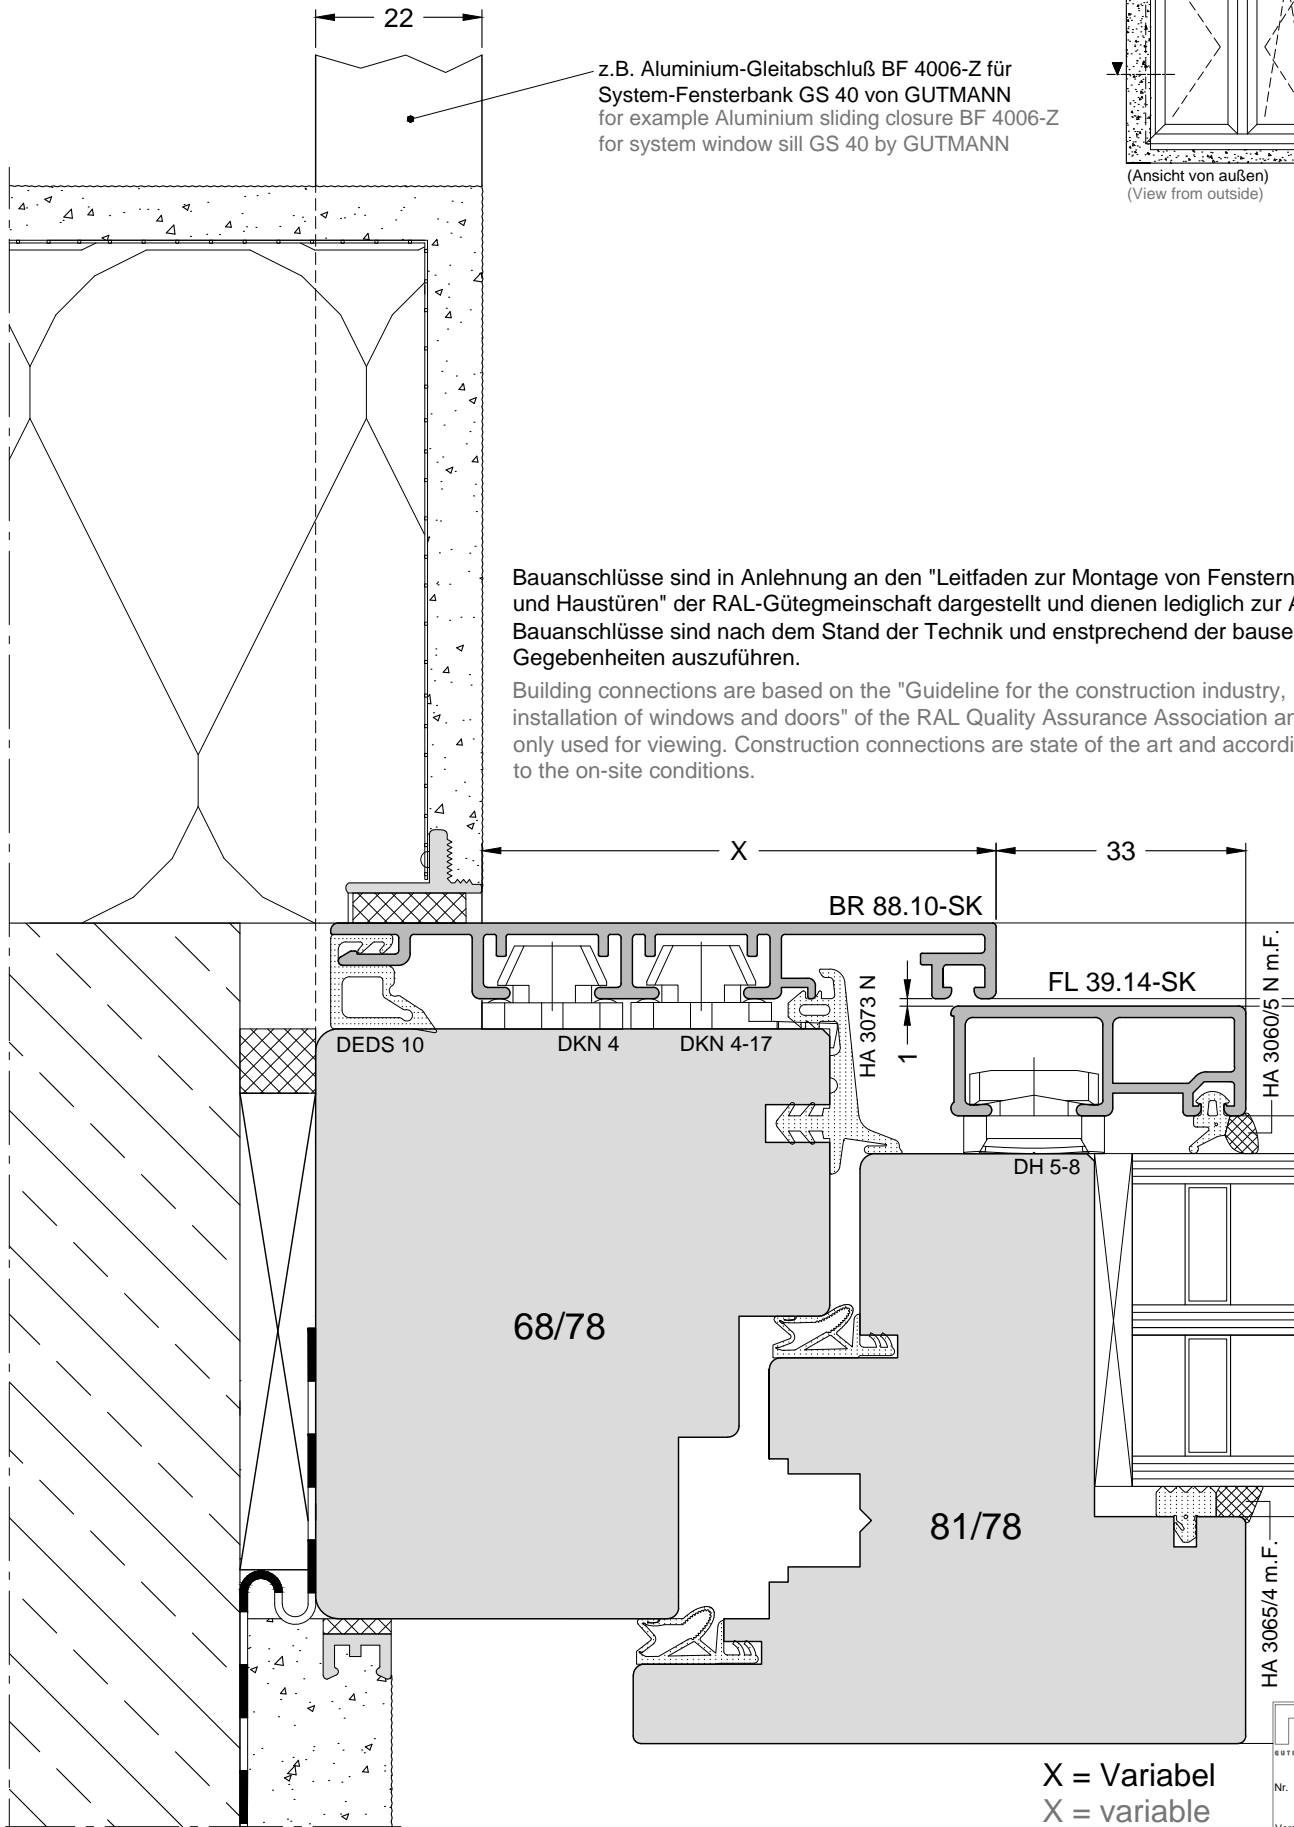 22
z.B. Aluminium-Gleitabschluß BF 4006-Z für
System-Fensterbank GS 40 von GUTMANN
for example Aluminium sliding closure BF 4006-Z
for system window sill GS 40 by GUTMANN
(Ansicht von außen)
(View from outside)
Bauanschlüsse sind in Anlehnung an den "Leitfaden zur Montage von Fenstern
und Haustüren" der RAL-Gütegmeinschaft dargestellt und dienen lediglich zur
Bauanschlüsse sind nach dem Stand der Technik und enstprechend der
Gegebenheiten auszuführen.
Building connections are based on the "Guideline for the construction industry,
installation of windows and doors" of the RAL Quality Assurance Association
only used for viewing. Construction connections are state of the art and
to the on-site conditions.
X
33
BR 88.10-SK
FL 39.14-SK
HA 3060/5 N m.F.
HA 3073 N
1
DEDS 10
DKN 4
DKN 4-17
DH 5-8
68/78
81/78
HA 3065/4 m.F.
X = Variabel
X = variable
Nr.